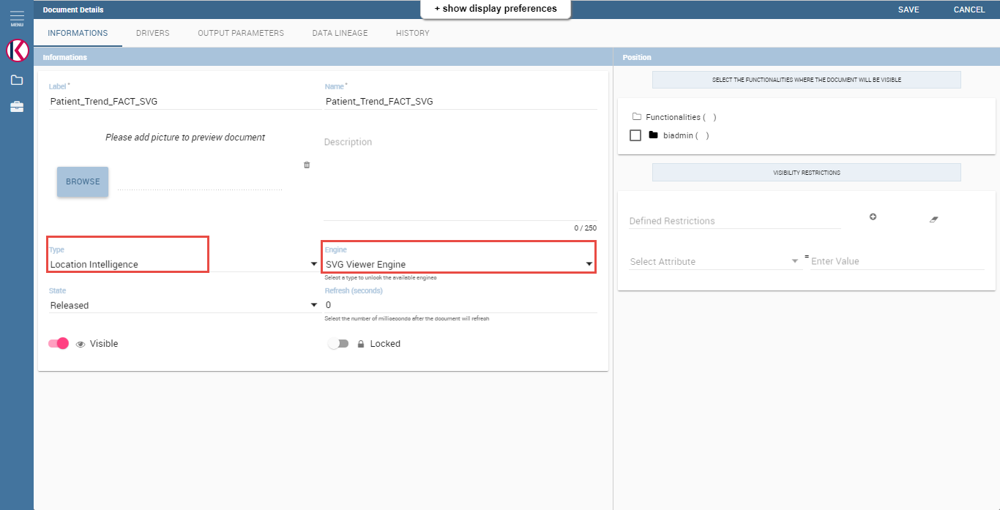 + show display preferences
MENU
Document Details
SAVE
CANCEL
INFORMATIONS
DRIVERS
OUTPUT PARAMETERS
DATA LINEAGE
HISTORY
Informations
Label *
Patient_Trend_FACT_SVG
Name *
Patient_Trend_FACT_SVG
Please add picture to preview document
Description
BROWSE
0 / 250
Type
Location Intelligence
Engine
SVG Viewer Engine
Select a type to unlock the available engines
State
Released
Refresh (seconds)
0
Select the number of milliseconds after the document will refresh
Visible
Locked
Position
SELECT THE FUNCTIONALITIES WHERE THE DOCUMENT WILL BE VISIBLE
Functionalities ( )
biadmin ( )
VISIBILITY RESTRICTIONS
Defined Restrictions
Select Attribute
=
Enter Value